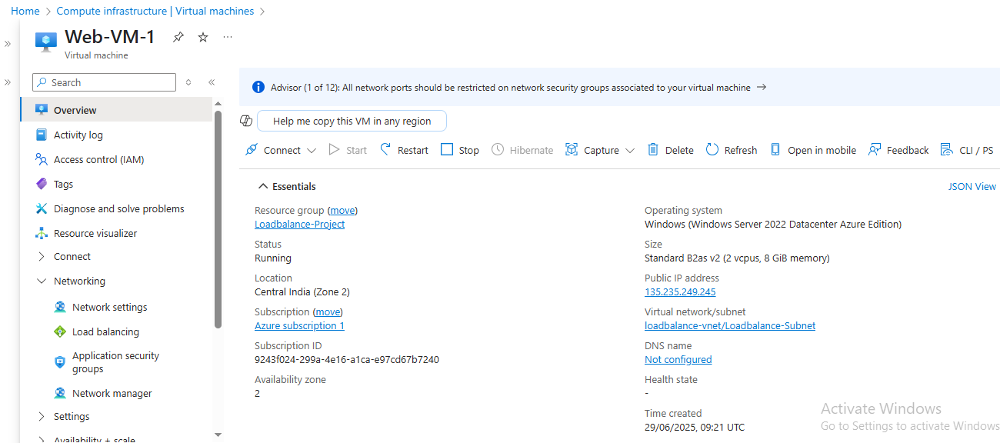 Home > Compute infrastructure | Virtual machines >
Web-VM-1
Virtual machine
Search
Overview
Activity log
Access control (IAM)
Tags
Diagnose and solve problems
Resource visualizer
Connect
Networking
Network settings
Load balancing
Application security
groups
Network manager
Settings
Availability + scale
Advisor (1 of 12): All network ports should be restricted on network security groups associated to your virtual machine →
Help me copy this VM in any region
Connect Start Restart Stop Hibernate Capture Delete Refresh Open in mobile Feedback CLI / PS
Essentials
JSON View
Resource group (move)
Loadbalance-Project
Status
Running
Location
Central India (Zone 2)
Subscription (move)
Azure subscription 1
Subscription ID
9243f024-299a-4e16-a1ca-e97cd67b7240
Availability zone
2
Operating system
Windows (Windows Server 2022 Datacenter Azure Edition)
Size
Standard B2as v2 (2 vcpus, 8 GiB memory)
Public IP address
135.235.249.245
Virtual network/subnet
loadbalance-vnet/Loadbalance-Subnet
DNS name
Not configured
Health state
-
Time created
29/06/2025, 09:21 UTC
Activate Windows
Go to Settings to activate Windows